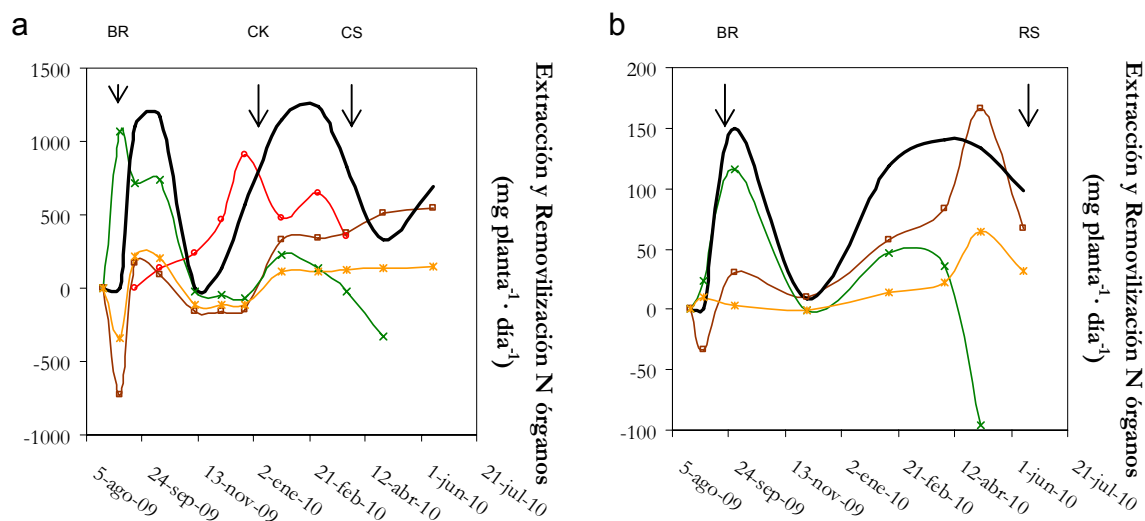 a
BR
CK
CS
1500
1000
500
0
-500
-1000
5-ago-09
24-sep-09
13-nov-09
2-ene-10
21-feb-10
12-abr-10
1-jun-10
21-jul-10
Extracción y Removilización N órganos
(mg planta⁻¹· día⁻¹)
b
BR
RS
200
150
100
50
0
-50
-100
5-ago-09
24-sep-09
13-nov-09
2-ene-10
21-feb-10
12-abr-10
1-jun-10
21-jul-10
Extracción y Removilización N órganos
(mg planta⁻¹· día⁻¹)